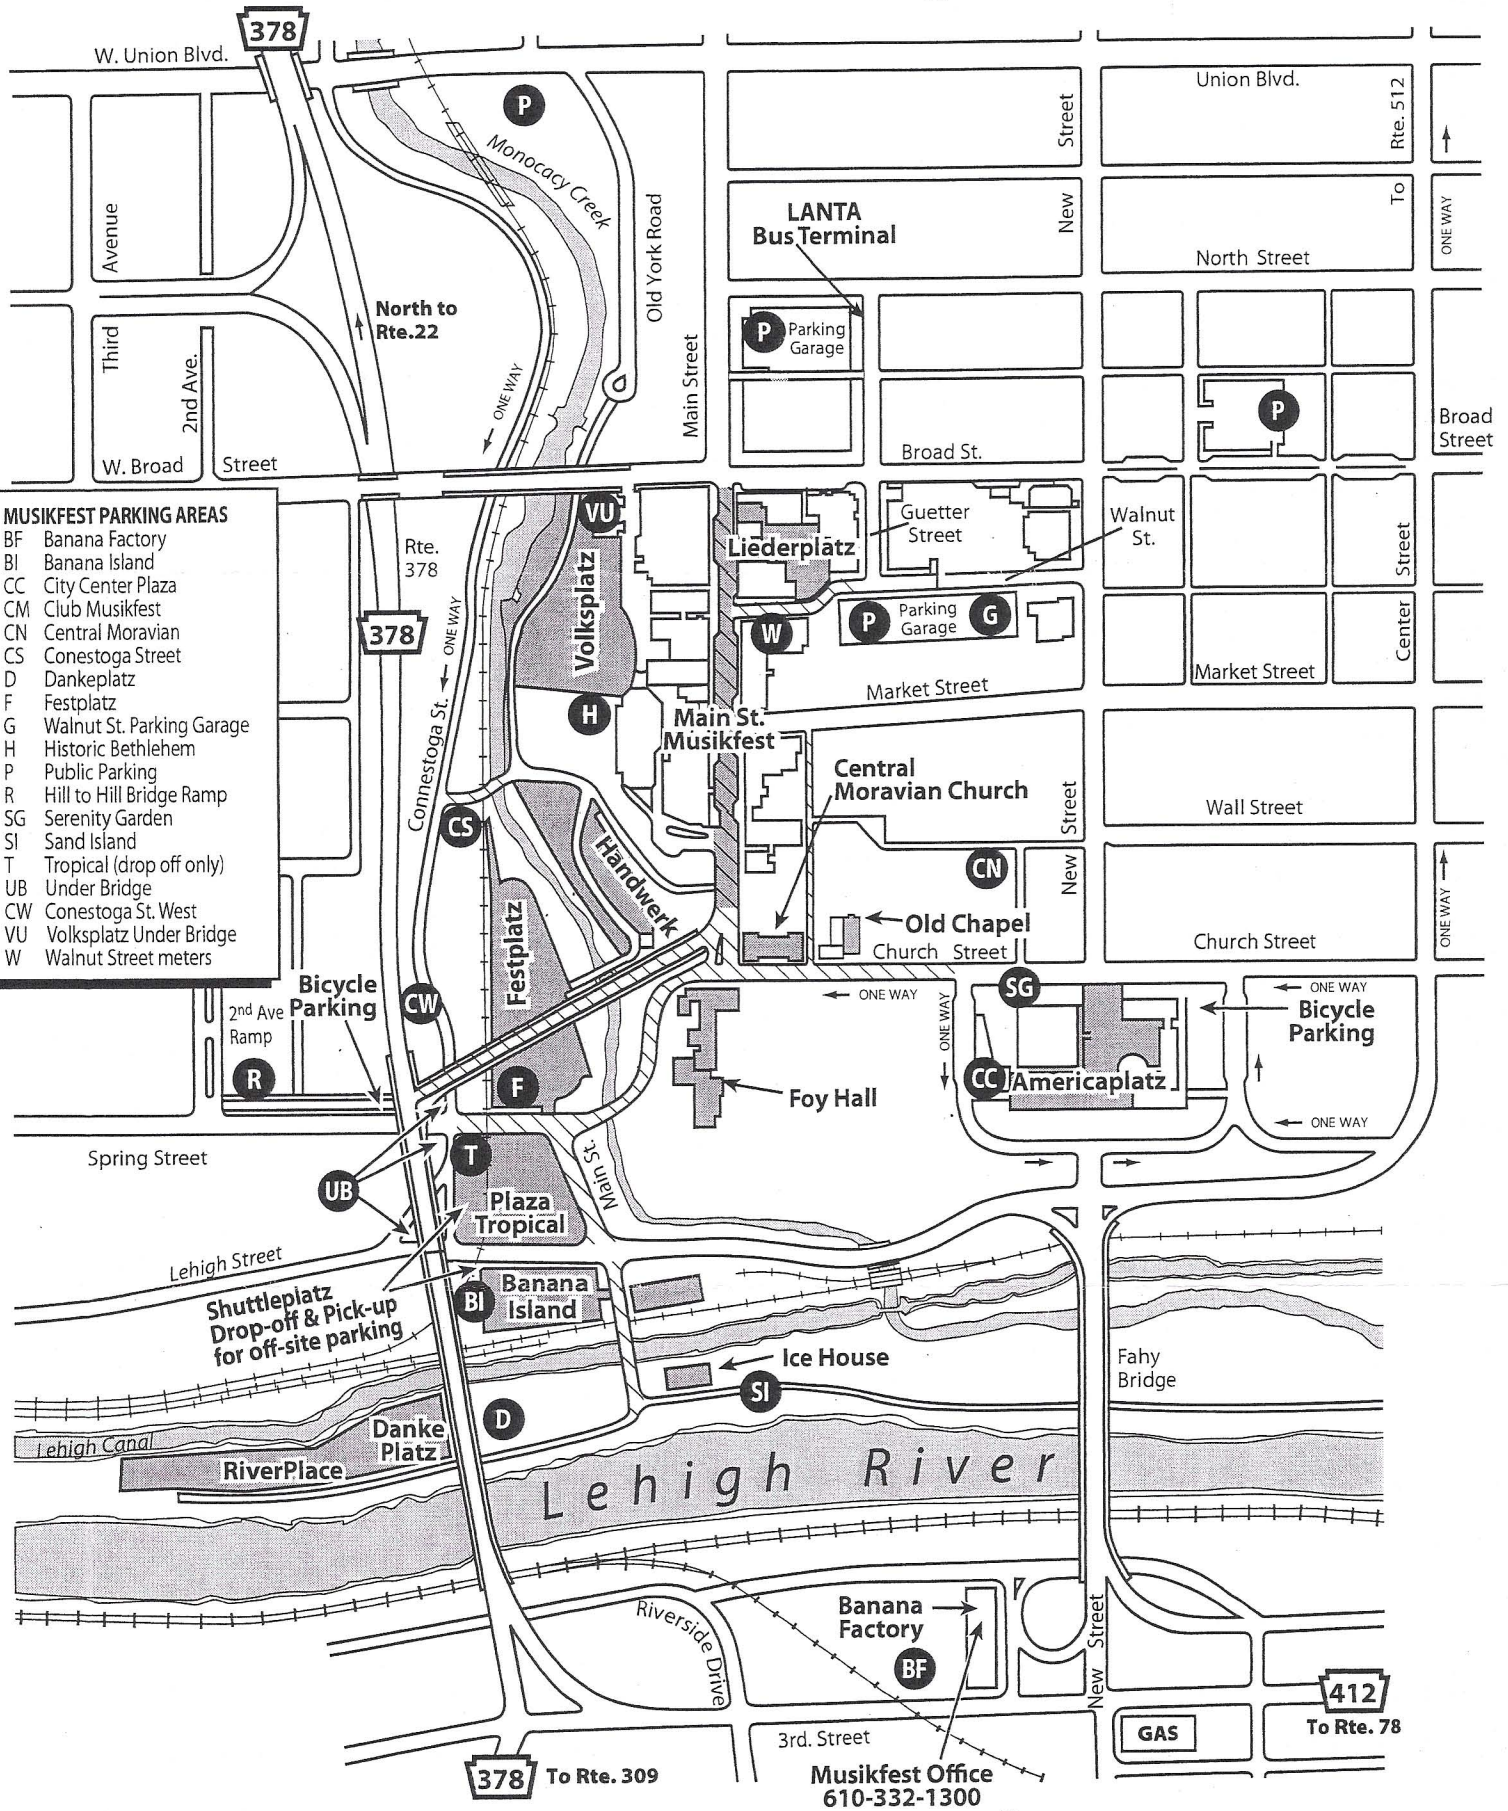 378
W. Union Blvd.
Union Blvd.
P
Monocacy Creek
Street
Rte. 512
To
New
ONE WAY
Avenue
Third
2nd Ave.
North to
Rte.22
Old York Road
Main Street
LANTA
Bus Terminal
North Street
P
Parking
Garage
ONE WAY
P
Broad
Street
W. Broad
Street
Broad St.
MUSIKFEST PARKING AREAS
BF Banana Factory
BI Banana Island
CC City Center Plaza
CM Club Musikfest
CN Central Moravian
CS Conestoga Street
D Dankeplatz
F Festplatz
G Walnut St. Parking Garage
H Historic Bethlehem
P Public Parking
R Hill to Hill Bridge Ramp
SG Serenity Garden
SI Sand Island
T Tropical (drop off only)
UB Under Bridge
CW Conestoga St. West
VU Volksplatz Under Bridge
W Walnut Street meters
Rte.
378
378
ONE WAY
Connestoga St.
VU
Volksplatz
Liederplatz
Guetter
Street
Walnut
St.
Street
Center
W
P
Parking
Garage
G
Market Street
Market Street
H
Main St.
Musikfest
Central
Moravian Church
Street
New
Wall Street
CS
Handwerk
CN
ONE WAY
Festplatz
Old Chapel
Church Street
Church Street
Bicycle
Parking
CW
2nd Ave
Ramp
R
F
ONE WAY
ONE WAY
SG
ONE WAY
Bicycle
Parking
CC
Americaplatz
Foy Hall
ONE WAY
Spring Street
T
UB
Plaza
Tropical
Main St.
Lehigh Street
Shuttleplatz
Drop-off & Pick-up
for off-site parking
BI
Banana
Island
Ice House
SI
Fahy
Bridge
D
Danke
Platz
Lehigh Canal
RiverPlace
Lehigh River
Riverside Drive
Banana
Factory
BF
New Street
412
To Rte. 78
GAS
3rd. Street
378
To Rte. 309
Musikfest Office
610-332-1300